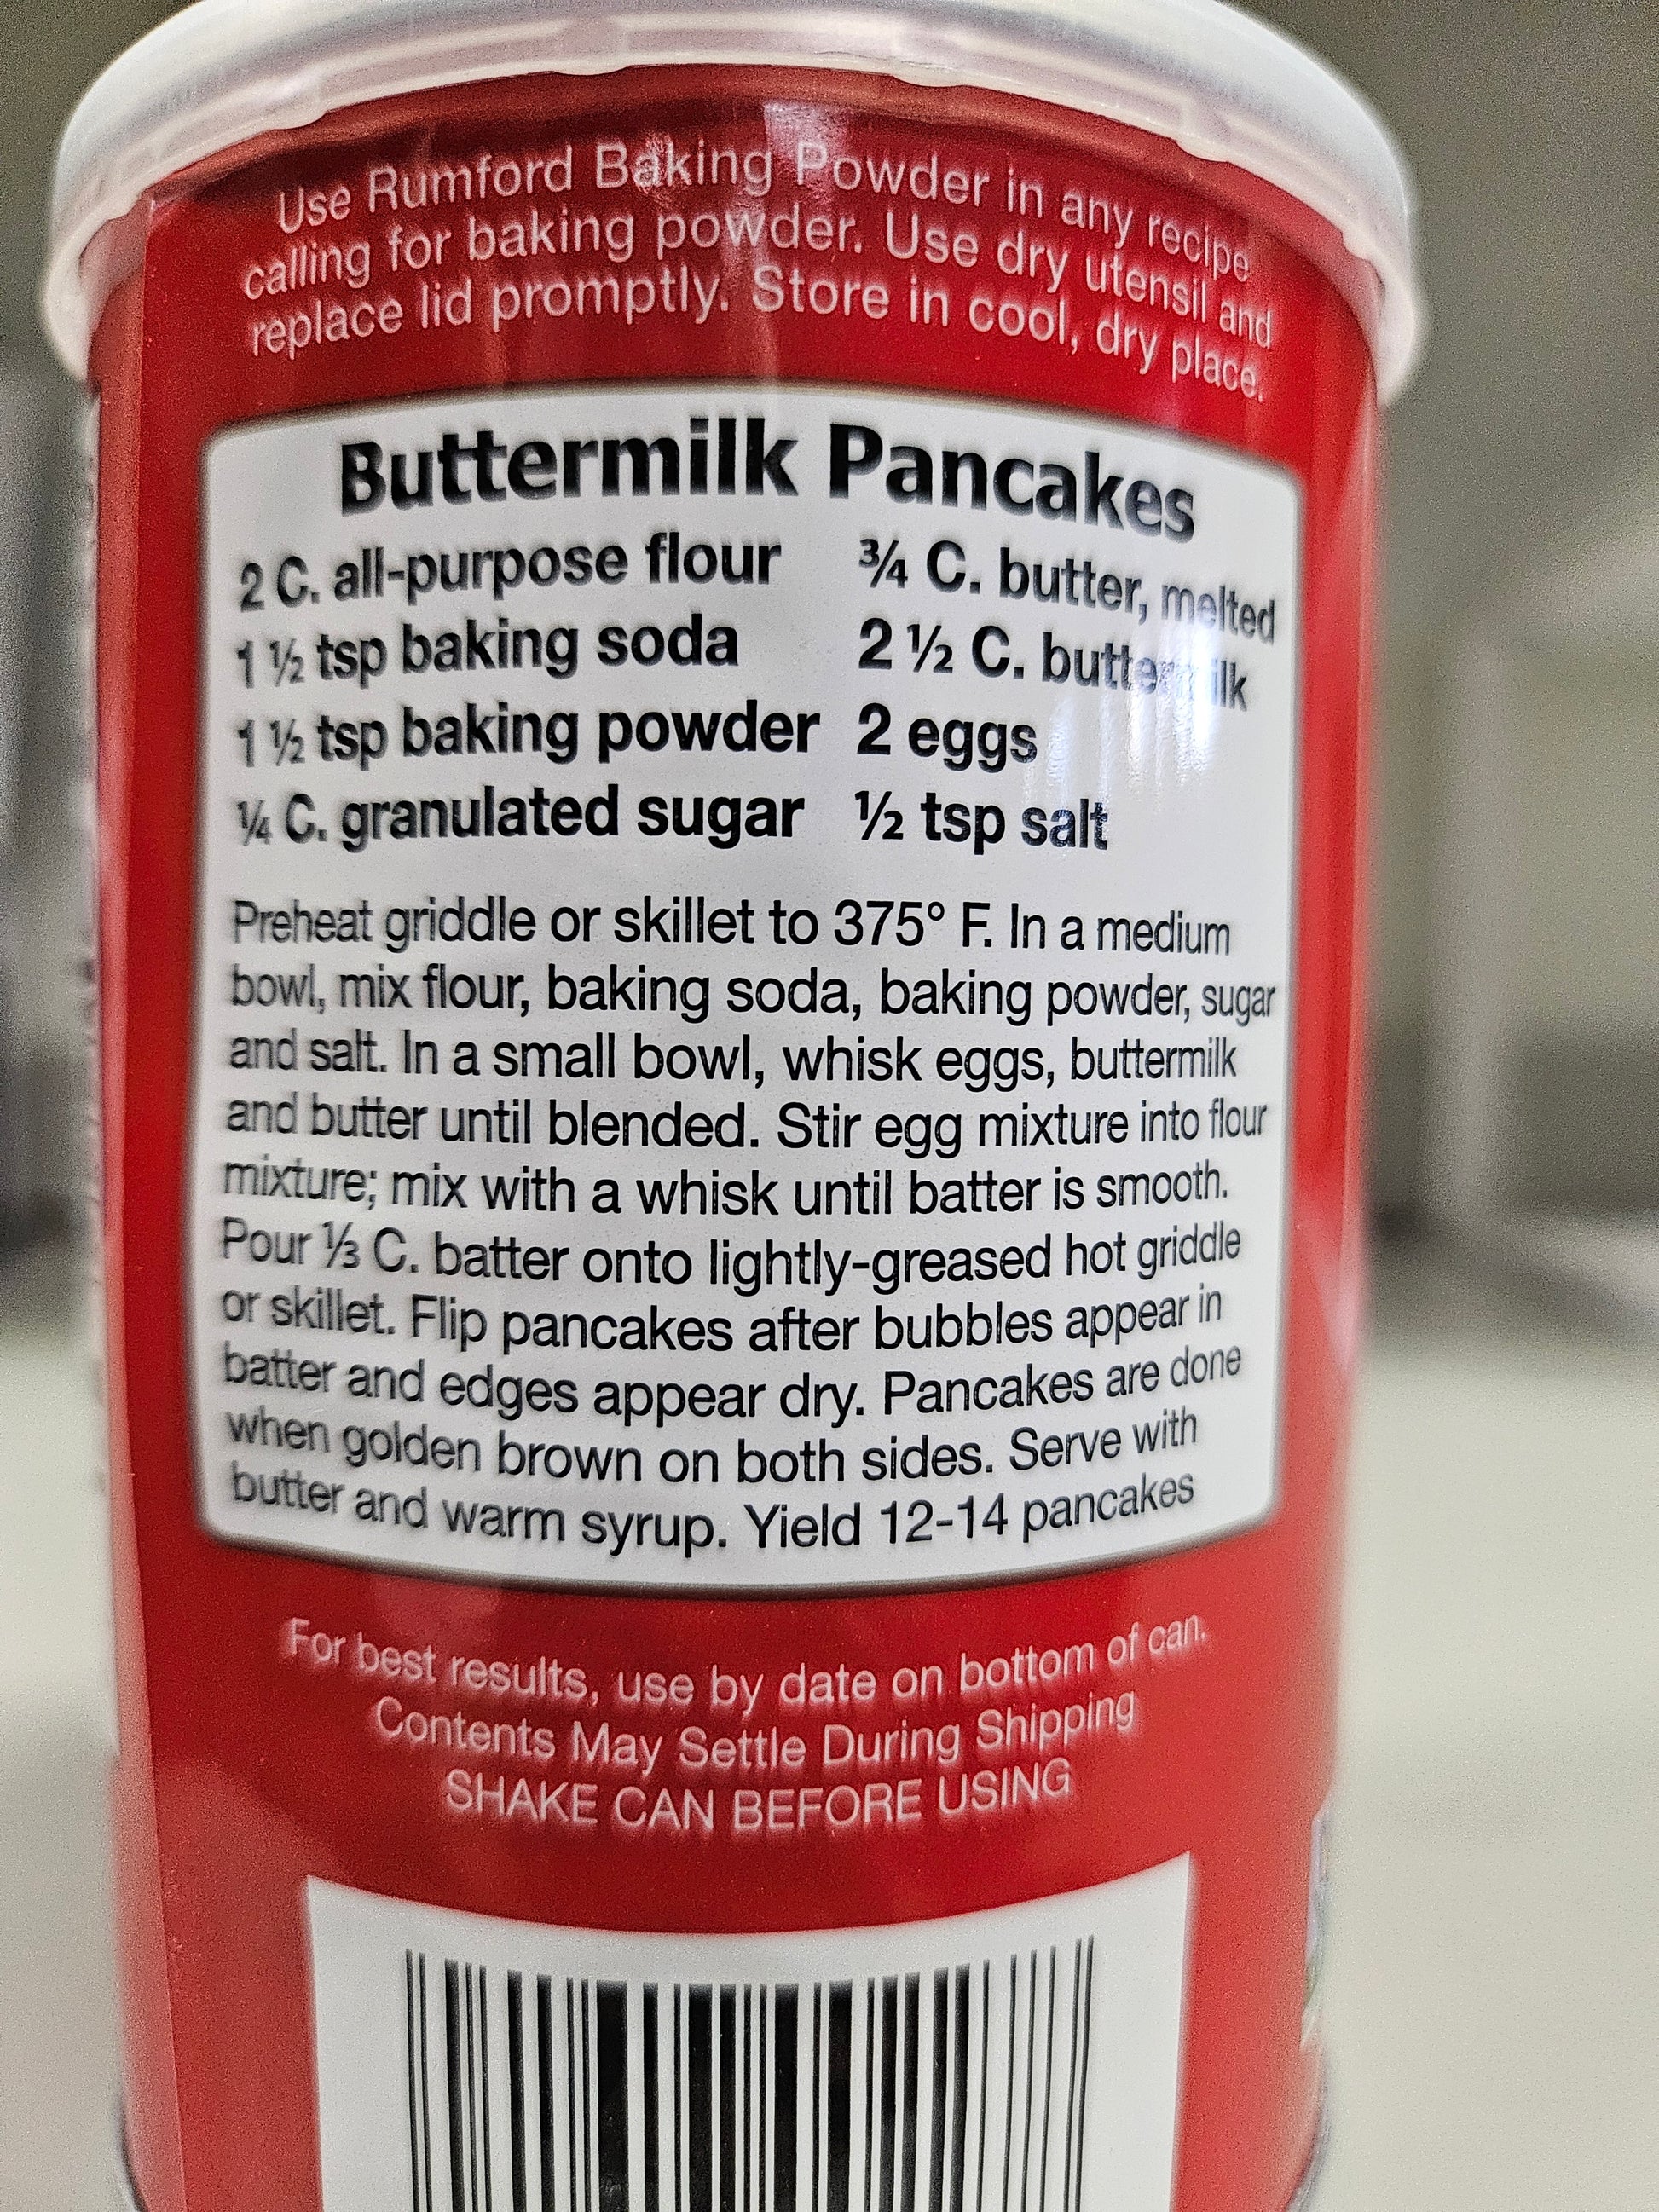 Use Rumford Baking Powder in any recipe
calling for baking powder. Use dry utensil and
replace lid promptly. Store in cool, dry place.
Buttermilk Pancakes
2 C. all-purpose flour
1 ½ tsp baking soda
1 ½ tsp baking powder
¼ C. granulated sugar
¾ C. butter, melted
2 ½ C. buttermilk
2 eggs
½ tsp salt
Preheat griddle or skillet to 375° F. In a medium
bowl, mix flour, baking soda, baking powder, sugar
and salt. In a small bowl, whisk eggs, buttermilk
and butter until blended. Stir egg mixture into flour
mixture; mix with a whisk until batter is smooth.
Pour ⅓ C. batter onto lightly-greased hot griddle
or skillet. Flip pancakes after bubbles appear in
batter and edges appear dry. Pancakes are done
when golden brown on both sides. Serve with
butter and warm syrup. Yield 12-14 pancakes
For best results, use by date on bottom of can.
Contents May Settle During Shipping
SHAKE CAN BEFORE USING